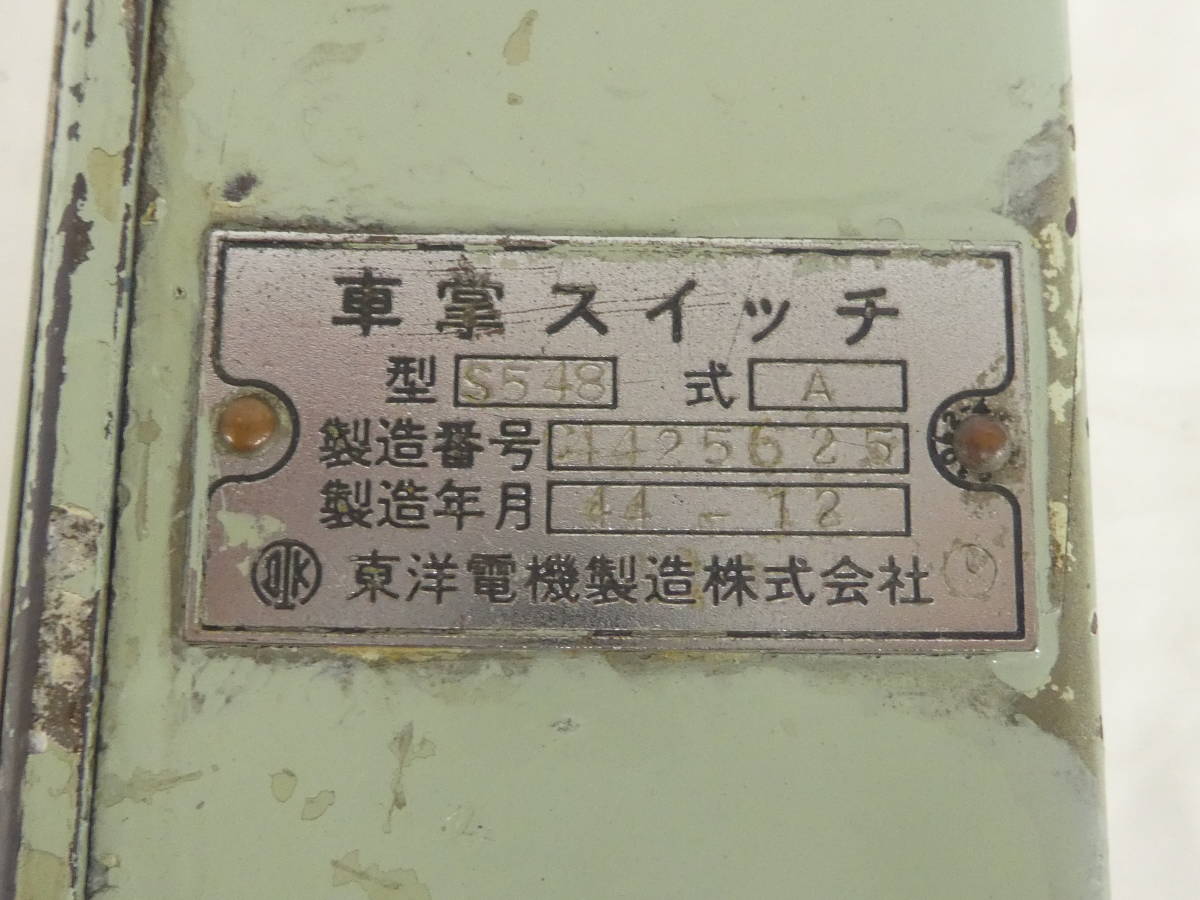 車掌スイッチ
型 S548 式 A
製造番号
製造年月 44-12
東洋電機製造株式会社